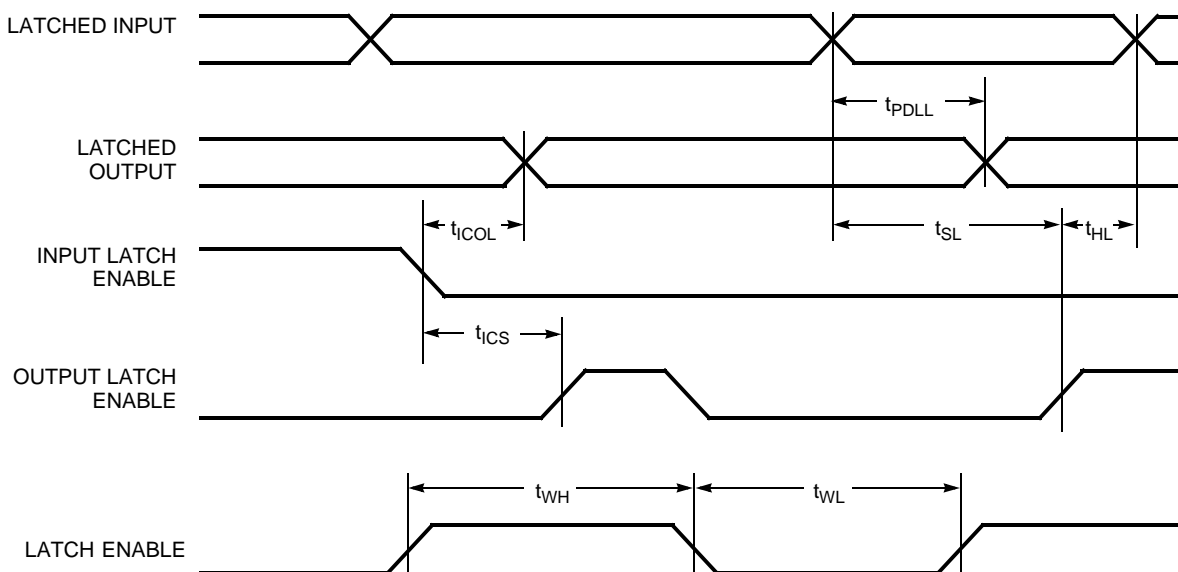 LATCHED INPUT
tPDLL
LATCHED
OUTPUT
tICOL
tSL
tHL
INPUT LATCH
ENABLE
tICS
OUTPUT LATCH
ENABLE
tWH
tWL
LATCH ENABLE